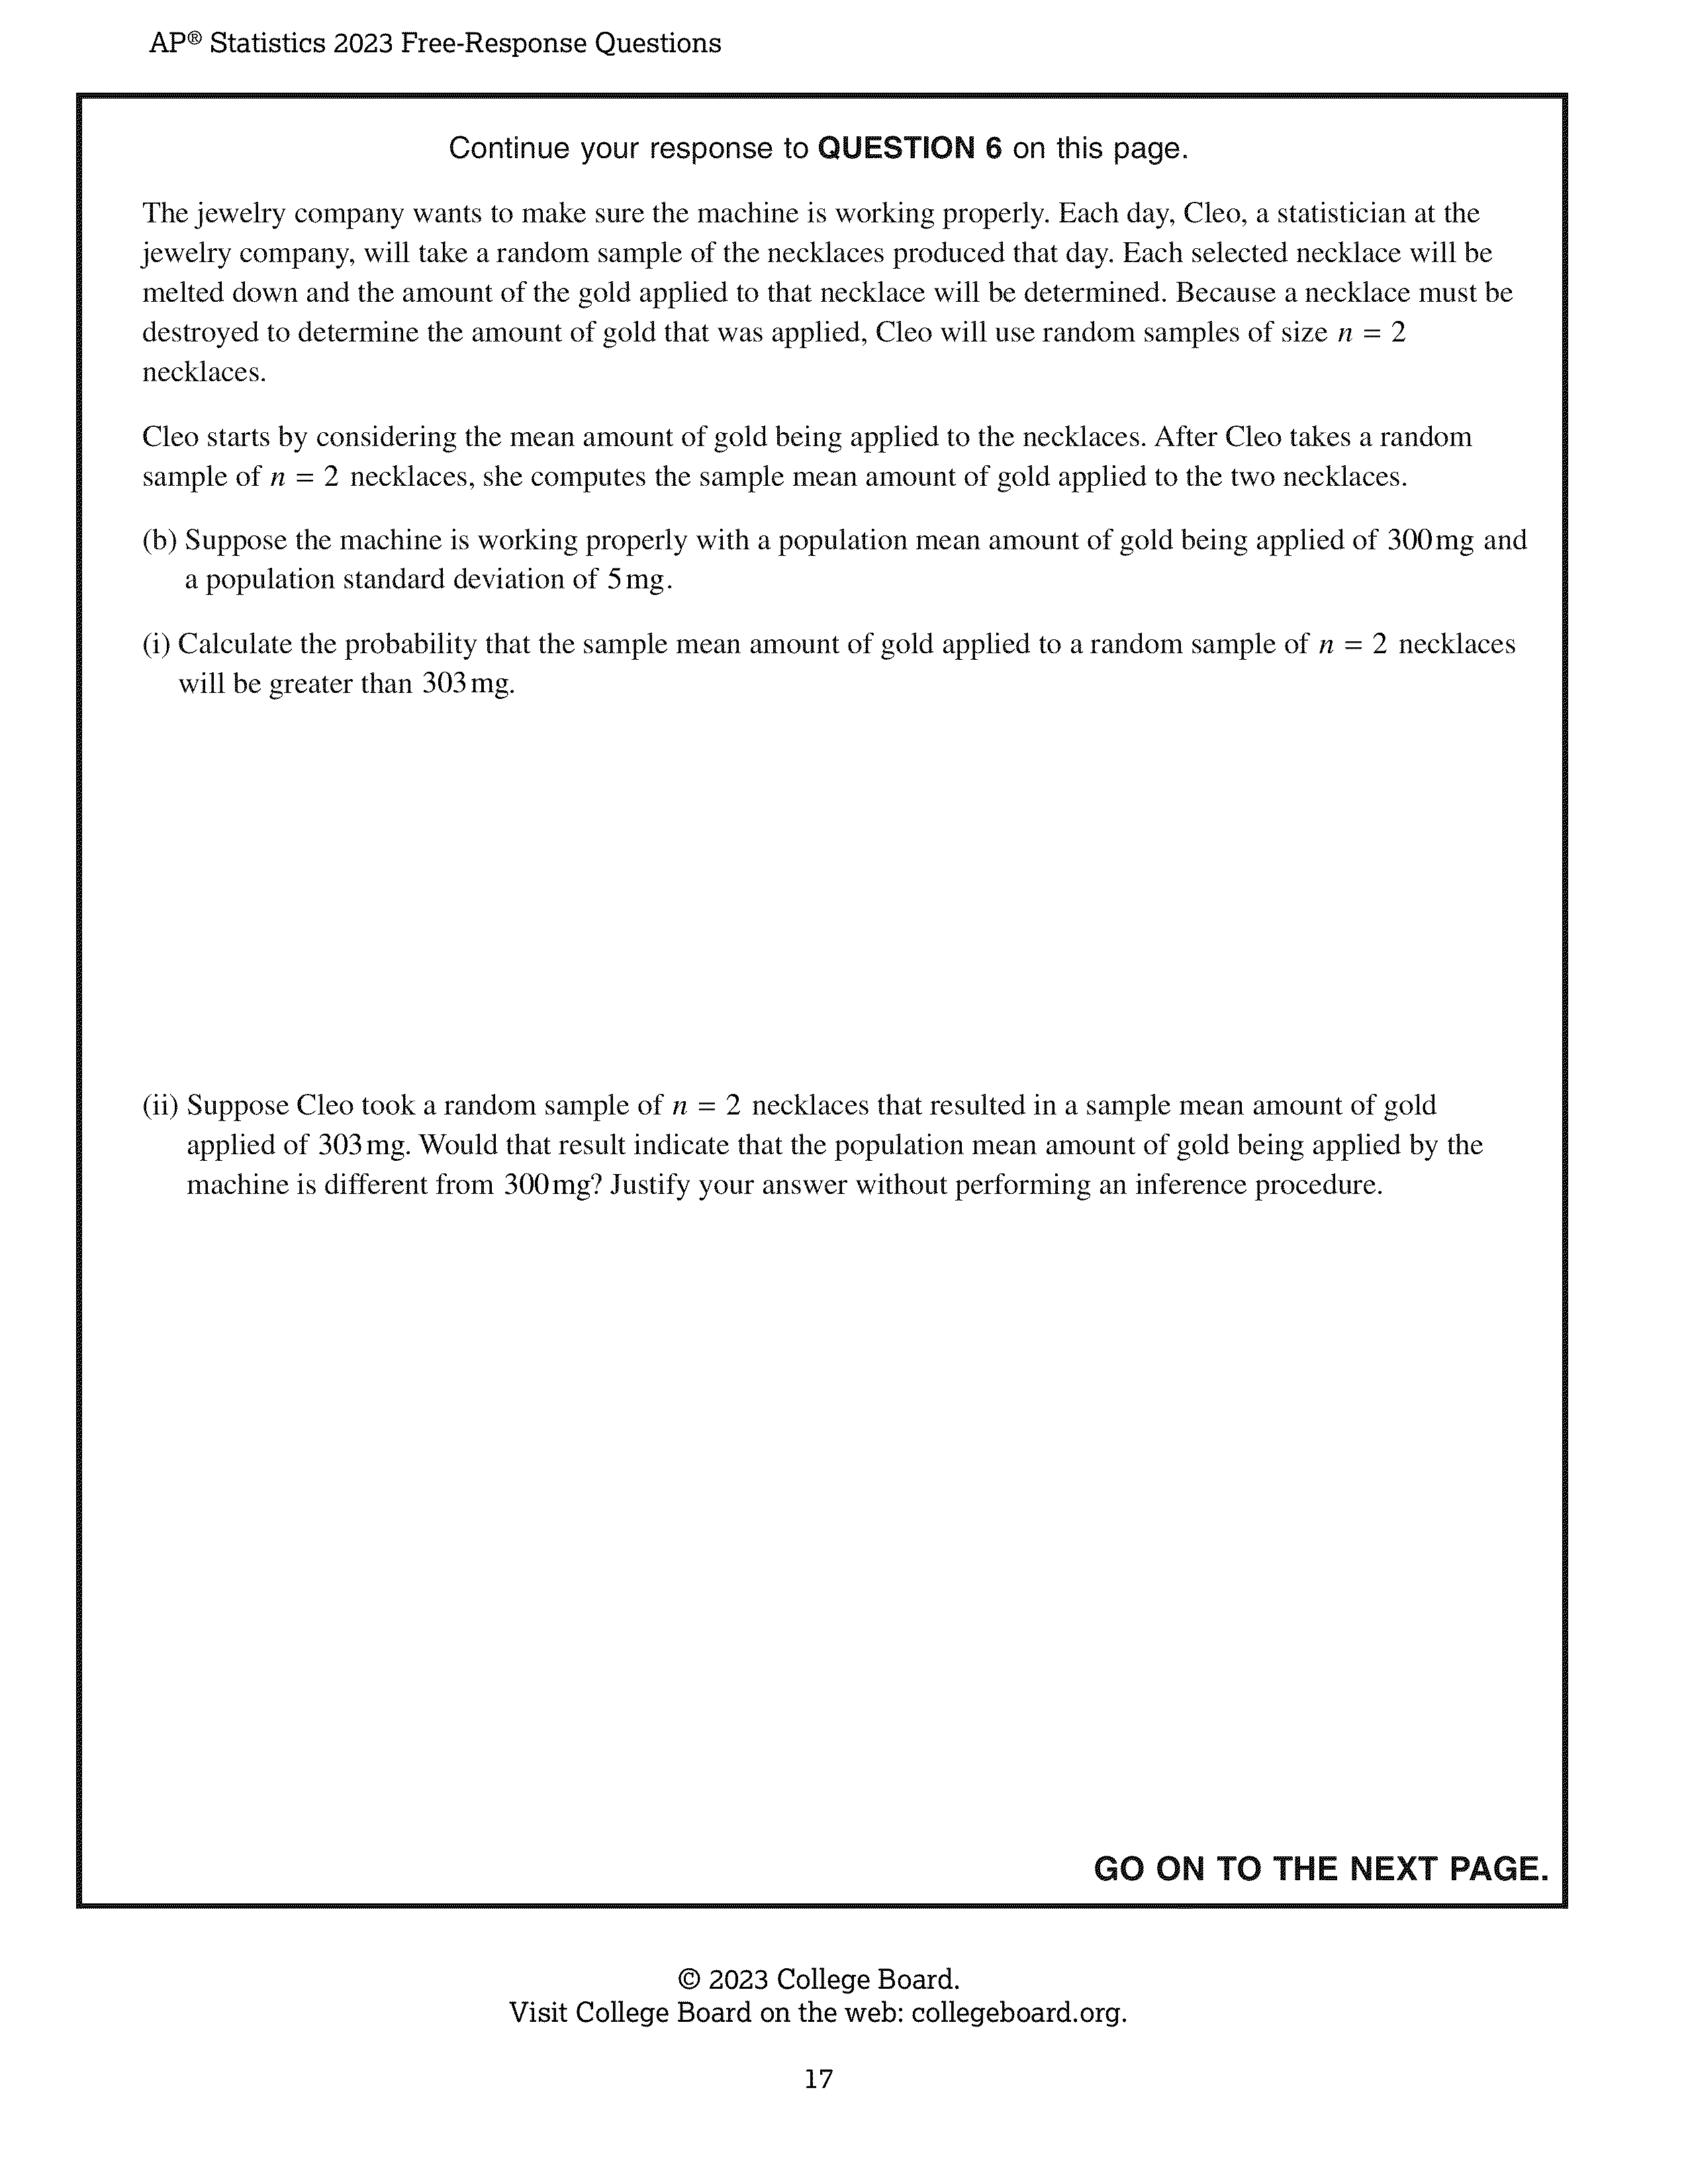 AP® Statistics 2023 Free-Response Questions
Continue your response to QUESTION 6 on this page.
The jewelry company wants to make sure the machine is working properly. Each day, Cleo, a statistician at the
jewelry company, will take a random sample of the necklaces produced that day. Each selected necklace will be
melted down and the amount of the gold applied to that necklace will be determined. Because a necklace must be
destroyed to determine the amount of gold that was applied, Cleo will use random samples of size n = 2
necklaces.
Cleo starts by considering the mean amount of gold being applied to the necklaces. After Cleo takes a random
sample of n = 2 necklaces, she computes the sample mean amount of gold applied to the two necklaces.
(b) Suppose the machine is working properly with a population mean amount of gold being applied of 300 mg and
a population standard deviation of 5 mg.
(i) Calculate the probability that the sample mean amount of gold applied to a random sample of n = 2 necklaces
will be greater than 303 mg.
(ii) Suppose Cleo took a random sample of n = 2 necklaces that resulted in a sample mean amount of gold
applied of 303 mg. Would that result indicate that the population mean amount of gold being applied by the
machine is different from 300 mg? Justify your answer without performing an inference procedure.
GO ON TO THE NEXT PAGE.
© 2023 College Board.
Visit College Board on the web: collegeboard.org.
17